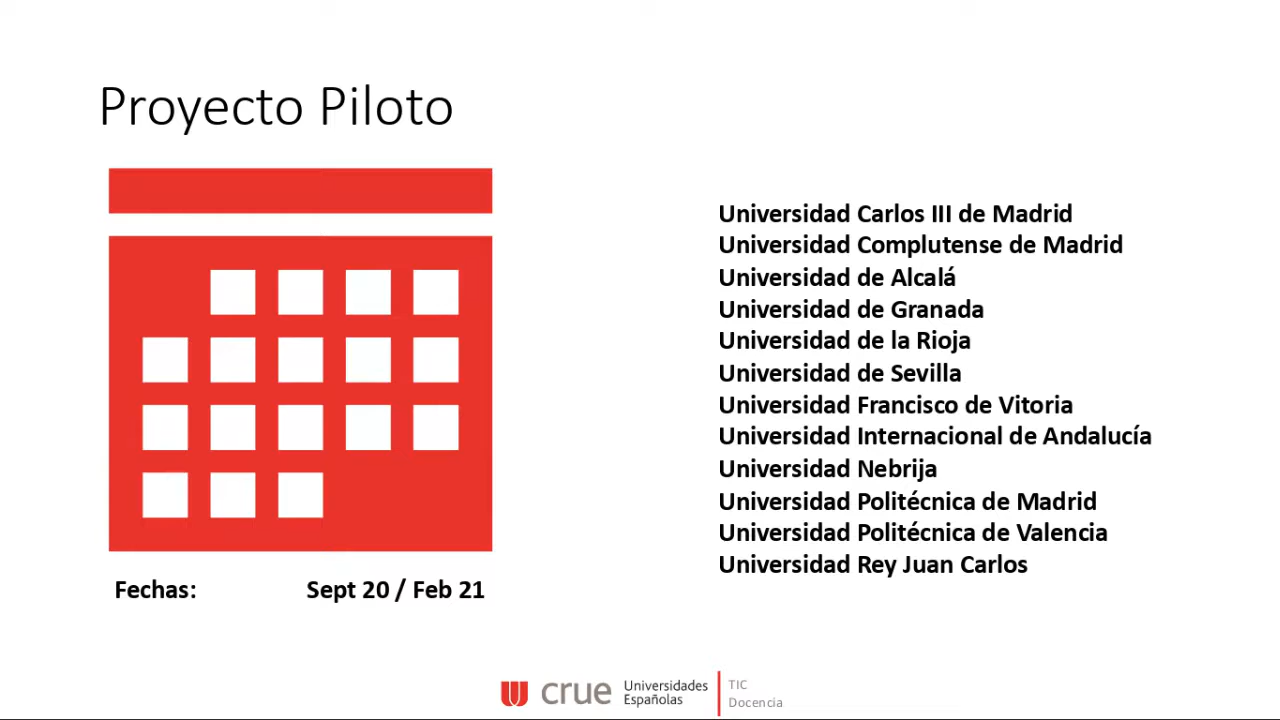 Proyecto Piloto
Universidad Carlos III de Madrid
Universidad Complutense de Madrid
Universidad de Alcalá
Universidad de Granada
Universidad de la Rioja
Universidad de Sevilla
Universidad Francisco de Vitoria
Universidad Internacional de Andalucía
Universidad Nebrija
Universidad Politécnica de Madrid
Universidad Politécnica de Valencia
Universidad Rey Juan Carlos
Fechas: Sept 20 / Feb 21
crue Universidades Españolas
TIC
Docencia